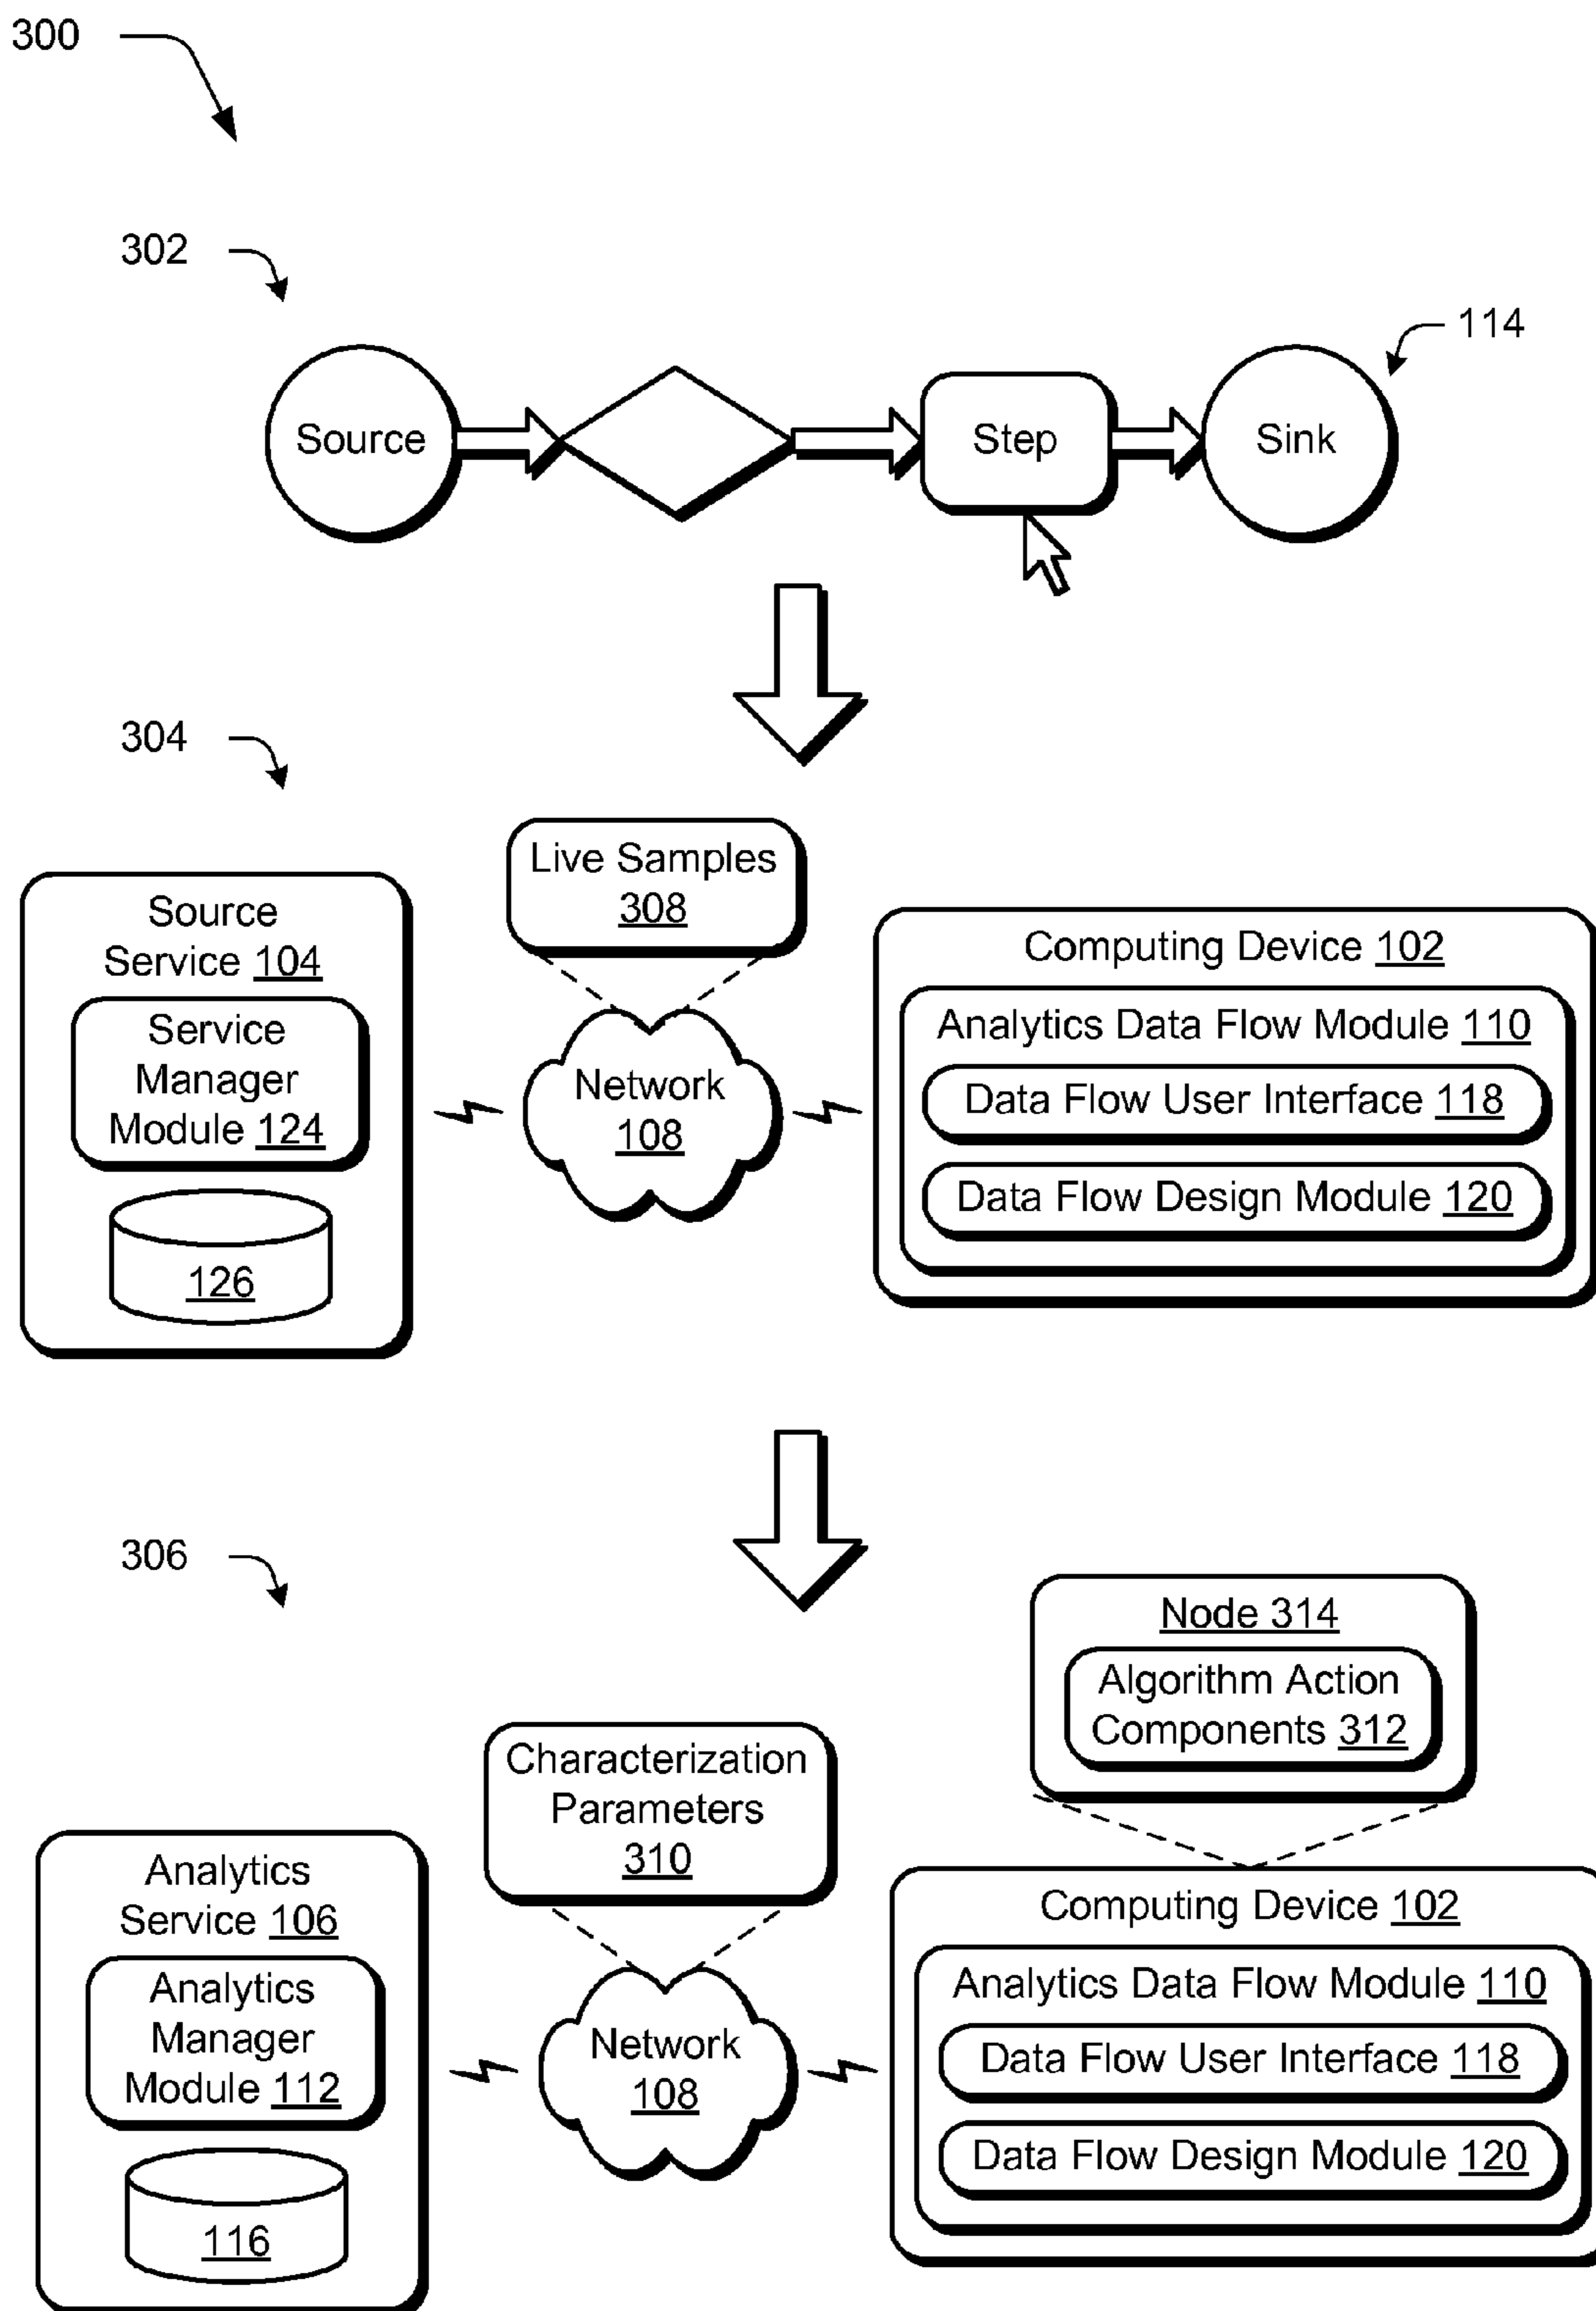 300
302
114
Source
Step
Sink
304
Live Samples
308
Source
Service 104
Service
Manager
Module 124
126
Network
108
Computing Device 102
Analytics Data Flow Module 110
Data Flow User Interface 118
Data Flow Design Module 120
306
Node 314
Algorithm Action
Components 312
Characterization
Parameters
310
Analytics
Service 106
Analytics
Manager
Module 112
116
Network
108
Computing Device 102
Analytics Data Flow Module 110
Data Flow User Interface 118
Data Flow Design Module 120